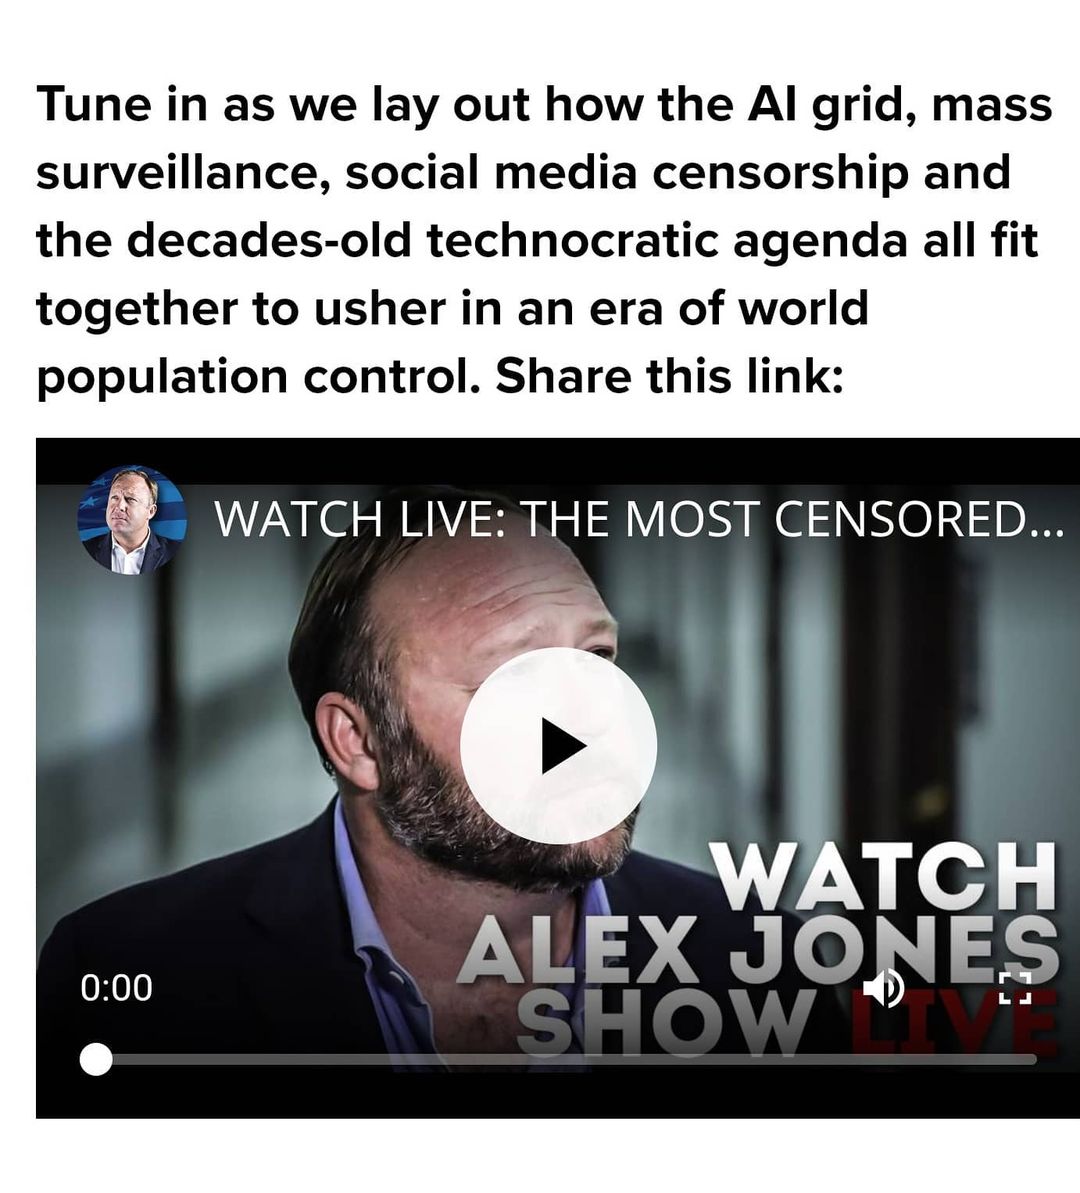 Tune in as we lay out how the AI grid, mass
surveillance, social media censorship and
the decades-old technocratic agenda all fit
together to usher in an era of world
population control. Share this link:
WATCH LIVE: THE MOST CENSORED...
WATCH
ALEX JONES
SHOW LIVE
0:00